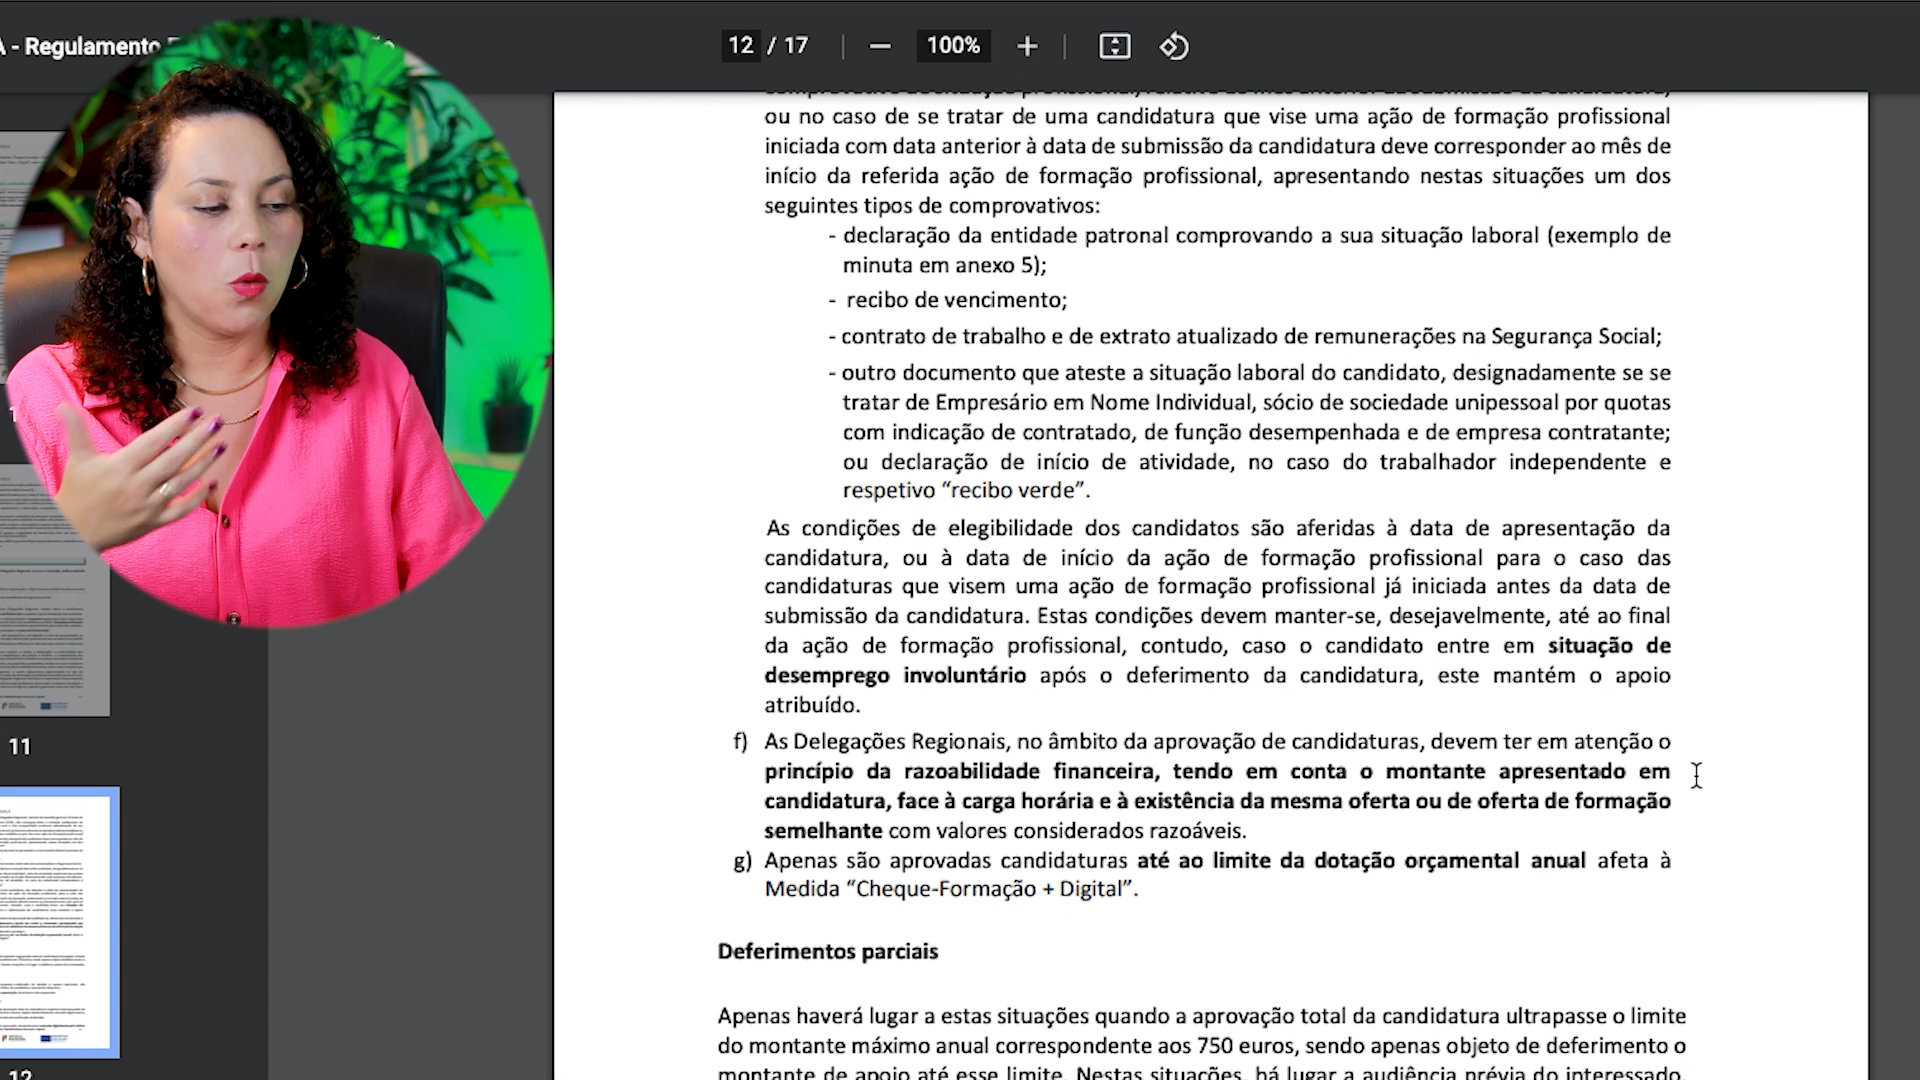 A - Regulamento
12 / 17
100%
ou no caso de se tratar de uma candidatura que vise uma ação de formação profissional
iniciada com data anterior à data de submissão da candidatura deve corresponder ao mês de
início da referida ação de formação profissional, apresentando nestas situações um dos
seguintes tipos de comprovativos:
- declaração da entidade patronal comprovando a sua situação laboral (exemplo de
minuta em anexo 5);
- recibo de vencimento;
- contrato de trabalho e de extrato atualizado de remunerações na Segurança Social;
- outro documento que ateste a situação laboral do candidato, designadamente se se
tratar de Empresário em Nome Individual, sócio de sociedade unipessoal por quotas
com indicação de contratado, de função desempenhada e de empresa contratante;
ou declaração de início de atividade, no caso do trabalhador independente e
respetivo “recibo verde”.
As condições de elegibilidade dos candidatos são aferidas à data de apresentação da
candidatura, ou à data de início da ação de formação profissional para o caso das
candidaturas que visem uma ação de formação profissional já iniciada antes da data de
submissão da candidatura. Estas condições devem manter-se, desejavelmente, até ao final
da ação de formação profissional, contudo, caso o candidato entre em situação de
desemprego involuntário após o deferimento da candidatura, este mantém o apoio
atribuído.
f) As Delegações Regionais, no âmbito da aprovação de candidaturas, devem ter em atenção o
princípio da razoabilidade financeira, tendo em conta o montante apresentado em
candidatura, face à carga horária e à existência da mesma oferta ou de oferta de formação
semelhante com valores considerados razoáveis.
g) Apenas são aprovadas candidaturas até ao limite da dotação orçamental anual afeta à
Medida “Cheque-Formação + Digital”.
Deferimentos parciais
Apenas haverá lugar a estas situações quando a aprovação total da candidatura ultrapasse o limite
do montante máximo anual correspondente aos 750 euros, sendo apenas objeto de deferimento o
montante de apoio até esse limite. Nestas situações, há lugar a audiência prévia do interessado.
11
12